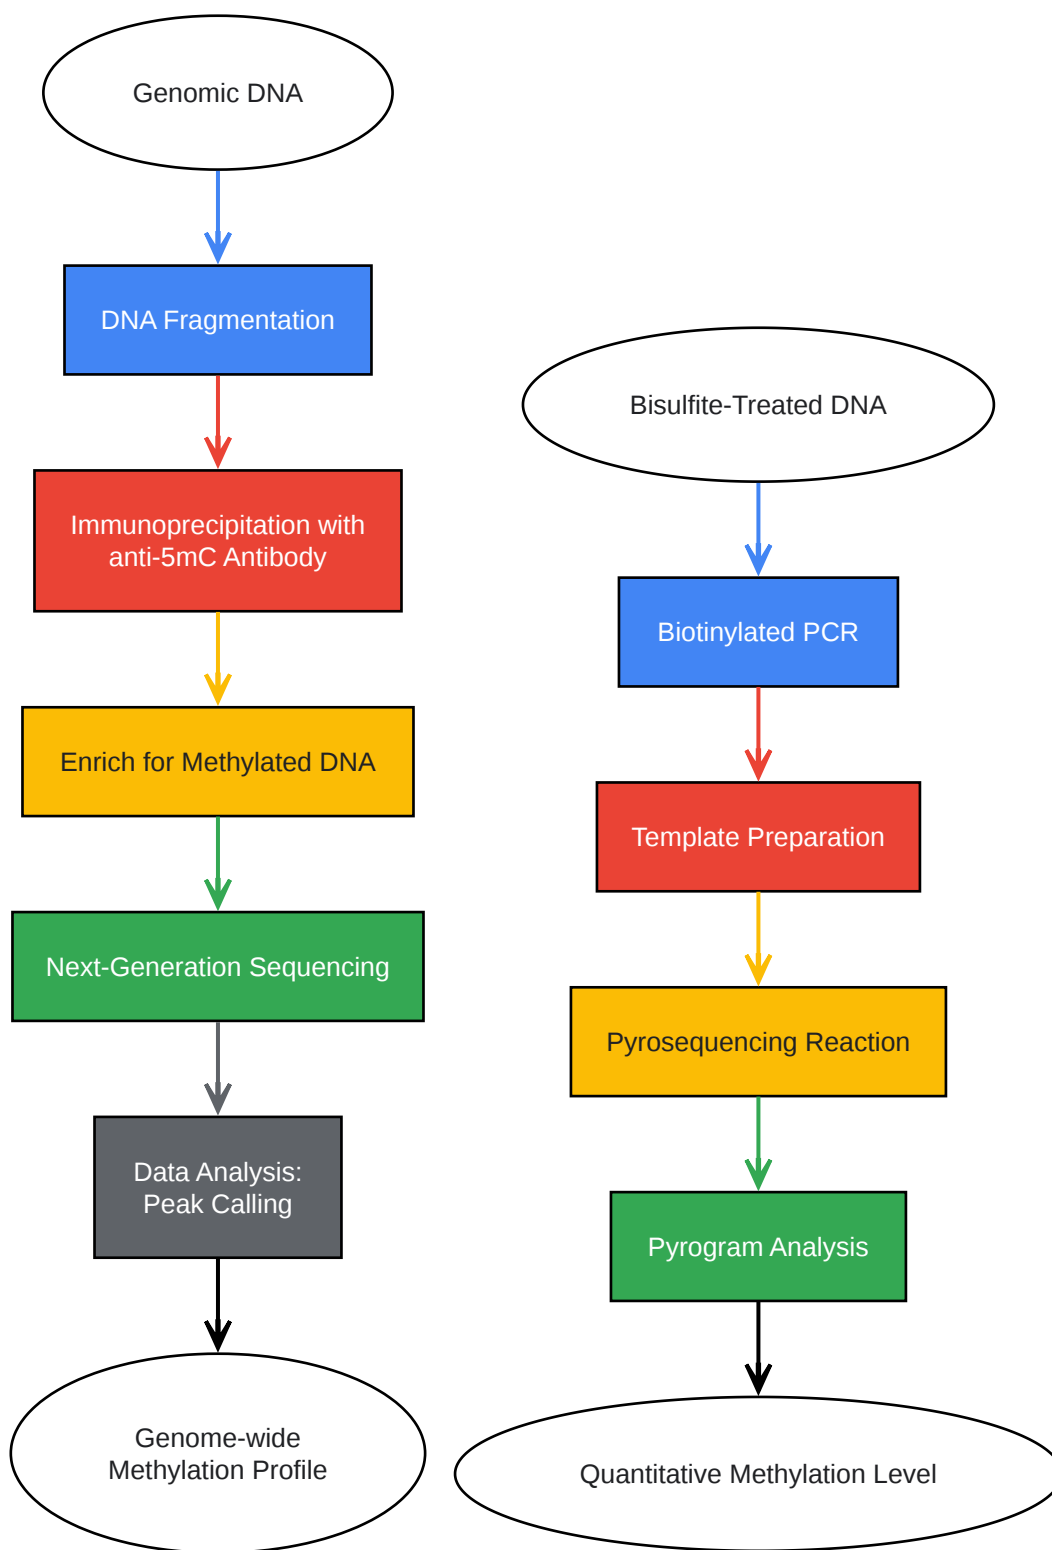 Genomic DNA
DNA Fragmentation
Immunoprecipitation with
anti-5mC Antibody
Enrich for Methylated DNA
Next-Generation Sequencing
Data Analysis:
Peak Calling
Genome-wide
Methylation Profile
Bisulfite-Treated DNA
Biotinylated PCR
Template Preparation
Pyrosequencing Reaction
Pyrogram Analysis
Quantitative Methylation Level